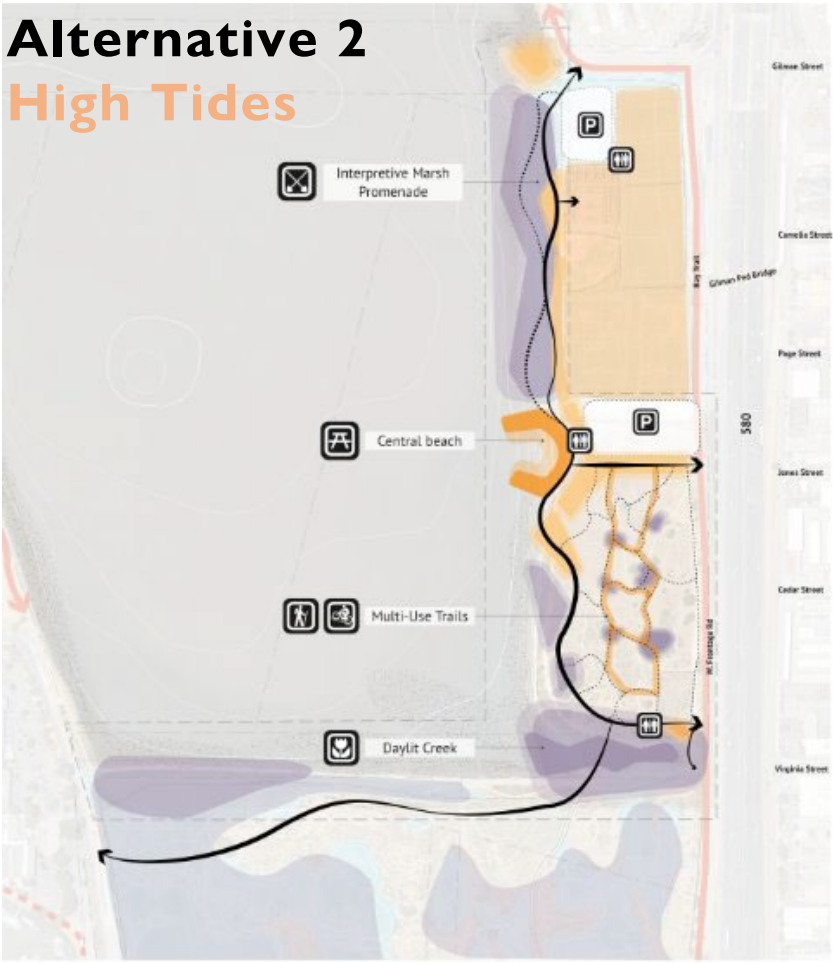 Alternative 2
High Tides
Gilman Street
P
Interpretive Marsh
Promenade
Camelia Street
Bay Trail
Gilman Ped Bridge
Page Street
P
580
Central beach
Jones Street
Cedar Street
Multi-Use Trails
W. Frontage Rd
Daylit Creek
Virginia Street